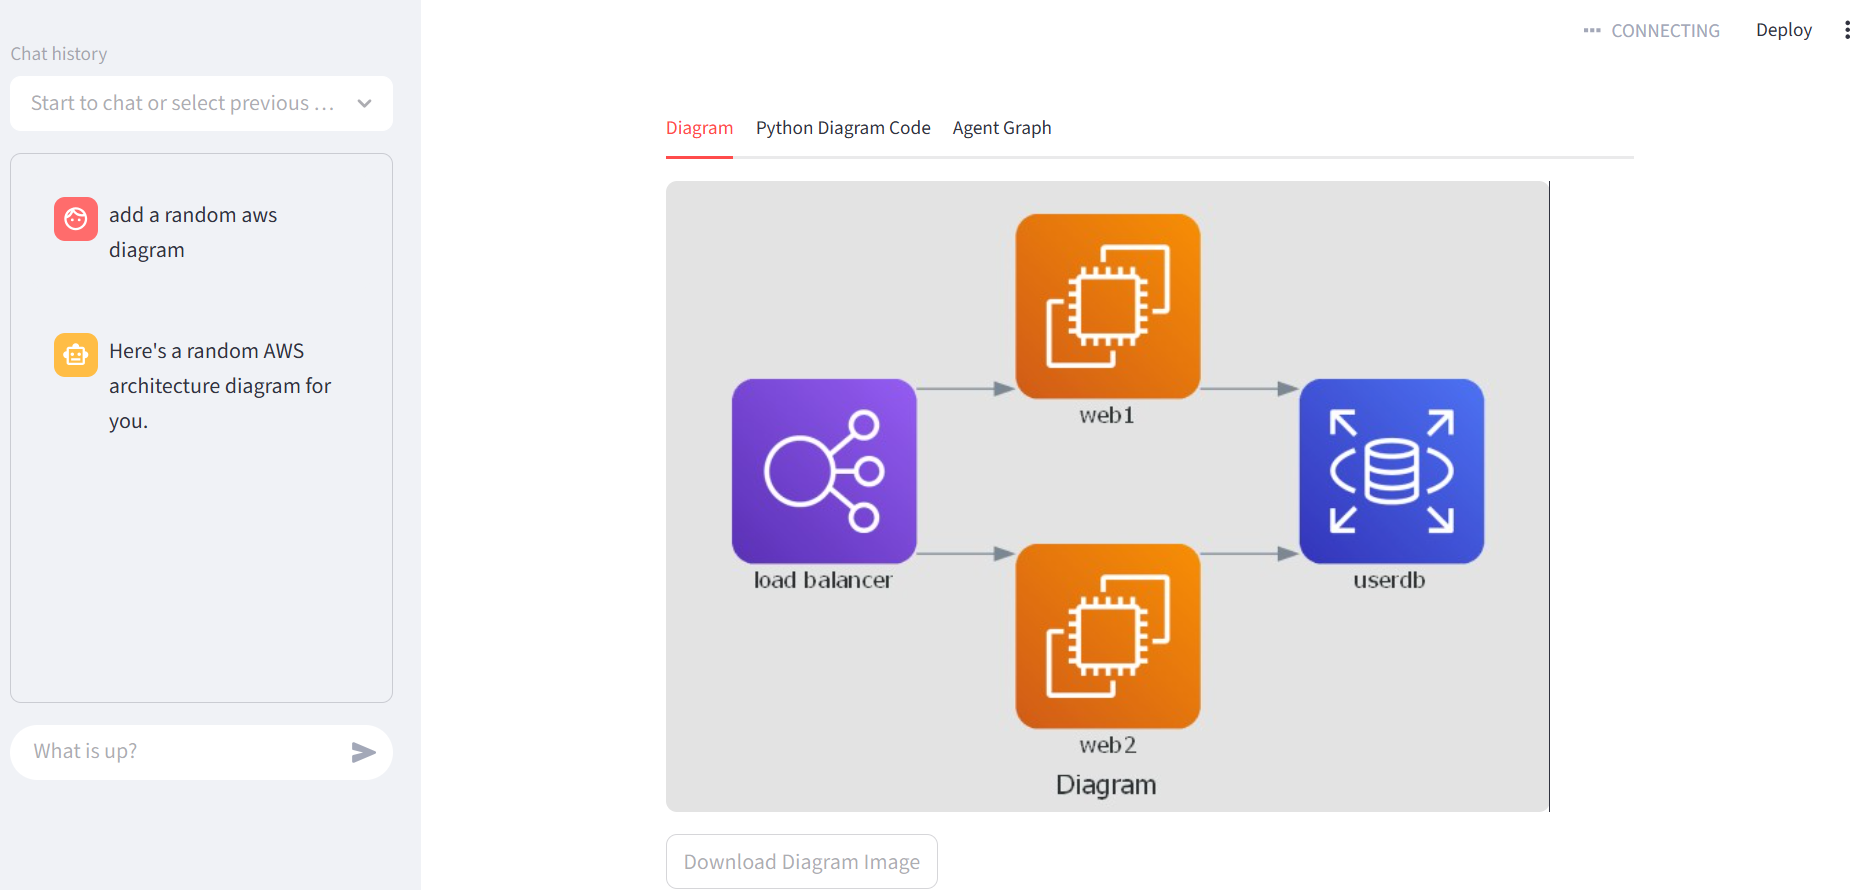 CONNECTING
Deploy
Chat history
Start to chat or select previous ...
add a random aws
diagram
Here's a random AWS
architecture diagram for
you.
What is up?
Diagram
Python Diagram Code
Agent Graph
web1
load balancer
userdb
web2
Diagram
Download Diagram Image